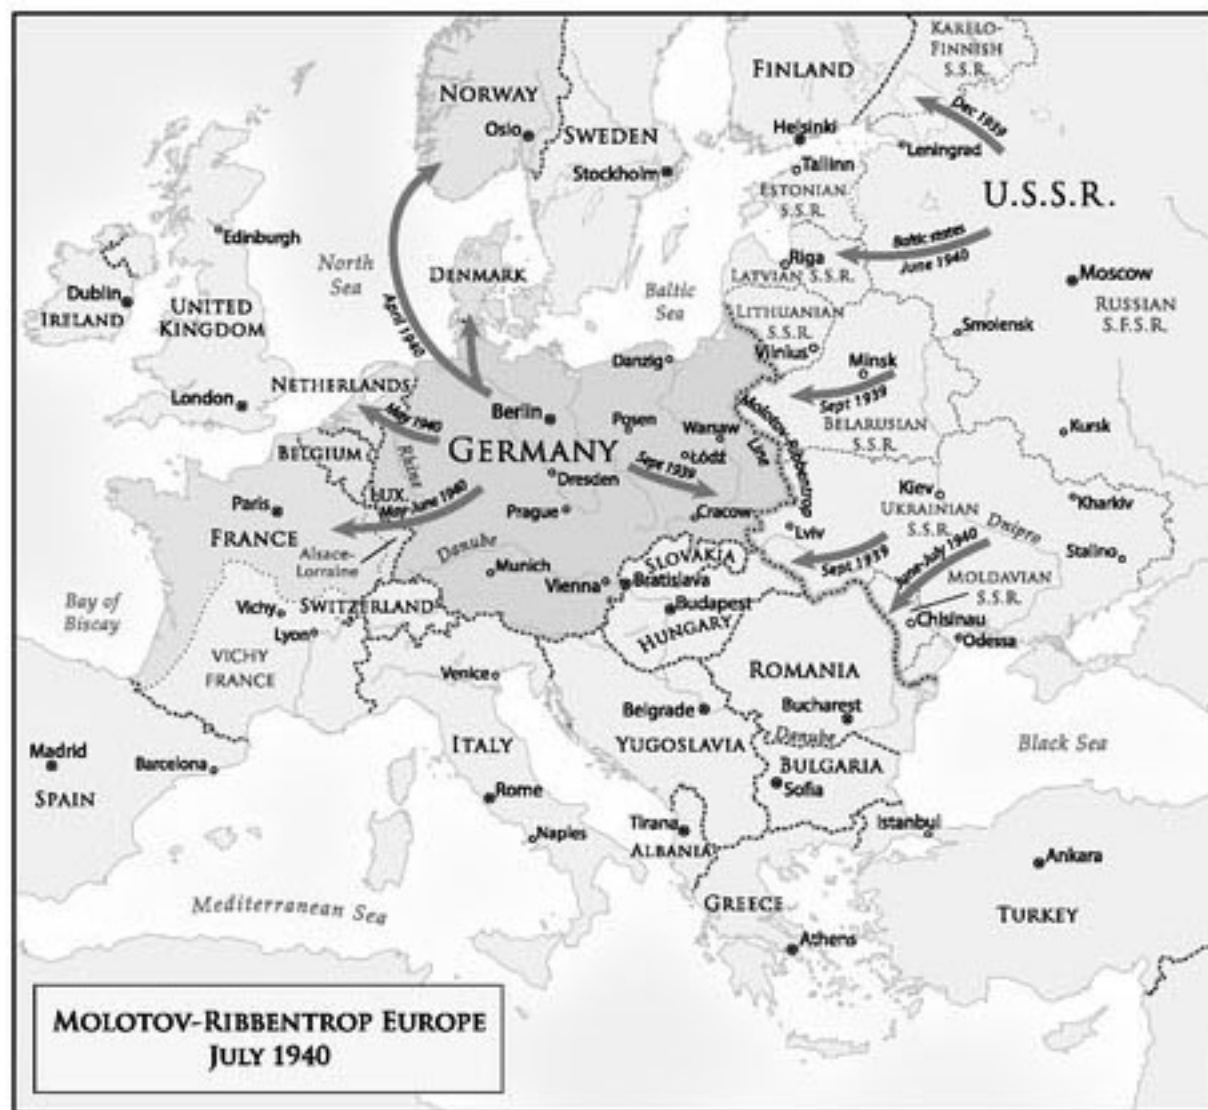 KARELO-
FINNISH
S.S.R.
FINLAND
NORWAY
Dec 1939
Oslo
SWEDEN
Helsinki
Leningrad
Tallinn
Stockholm
ESTONIAN
S.S.R.
U.S.S.R.
Edinburgh
Baltic states
June 1940
North
Sea
DENMARK
Riga
LATVIAN S.S.R.
Moscow
Dublin
IRELAND
UNITED
KINGDOM
Baltic
Sea
RUSSIAN
S.F.S.R.
LITHUANIAN
S.S.R.
Smolensk
April 1940
Vilnius
Danzig
Minsk
NETHERLANDS
London
Sept 1939
May 1940
Berlin
Posen
Warsaw
Molotov-Ribbentrop
Line
BELARUSIAN
S.S.R.
Kursk
BELGIUM
Rhine
GERMANY
Łódź
Sept 1939
Dresden
LUX.
May-June 1940
Kiev
Kharkiv
Paris
Prague
Cracow
UKRAINIAN
S.S.R.
Dnipro
FRANCE
Lviv
Alsace-
Lorraine
Danube
Munich
SLOVAKIA
Sept 1939
June-July 1940
Stalino
Vienna
Bratislava
MOLDAVIAN
S.S.R.
Bay of
Biscay
Vichy
SWITZERLAND
Budapest
Lyon
HUNGARY
Chisinau
Odessa
VICHY
FRANCE
Venice
ROMANIA
Belgrade
Bucharest
Madrid
Barcelona
ITALY
YUGOSLAVIA
Danube
Black Sea
SPAIN
BULGARIA
Sofia
Rome
Naples
Tirana
ALBANIA
Istanbul
Ankara
Mediterranean Sea
GREECE
TURKEY
Athens
MOLOTOV-RIBBENTROP EUROPE
JULY 1940